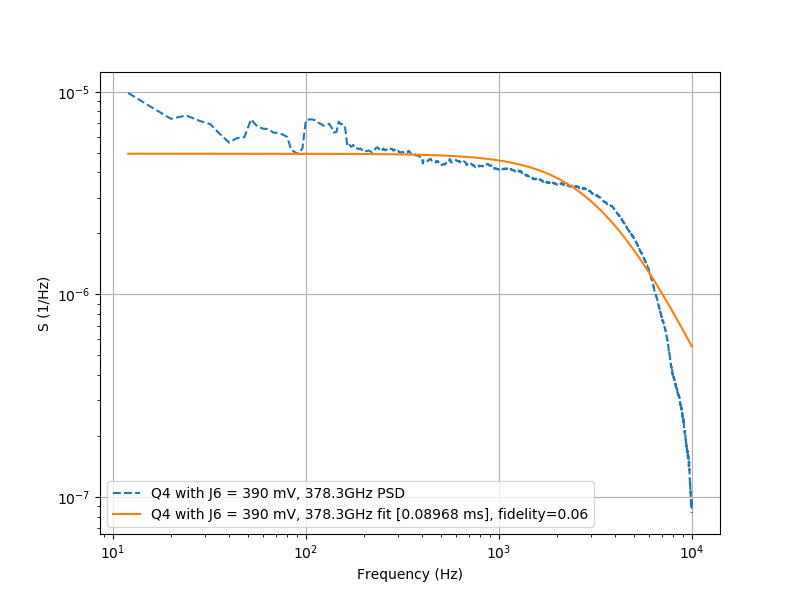 10⁻⁵
10⁻⁶
10⁻⁷
S (1/Hz)
Q4 with J6 = 390 mV, 378.3GHz PSD
Q4 with J6 = 390 mV, 378.3GHz fit [0.08968 ms], fidelity=0.06
10¹ 10² 10³ 10⁴
Frequency (Hz)